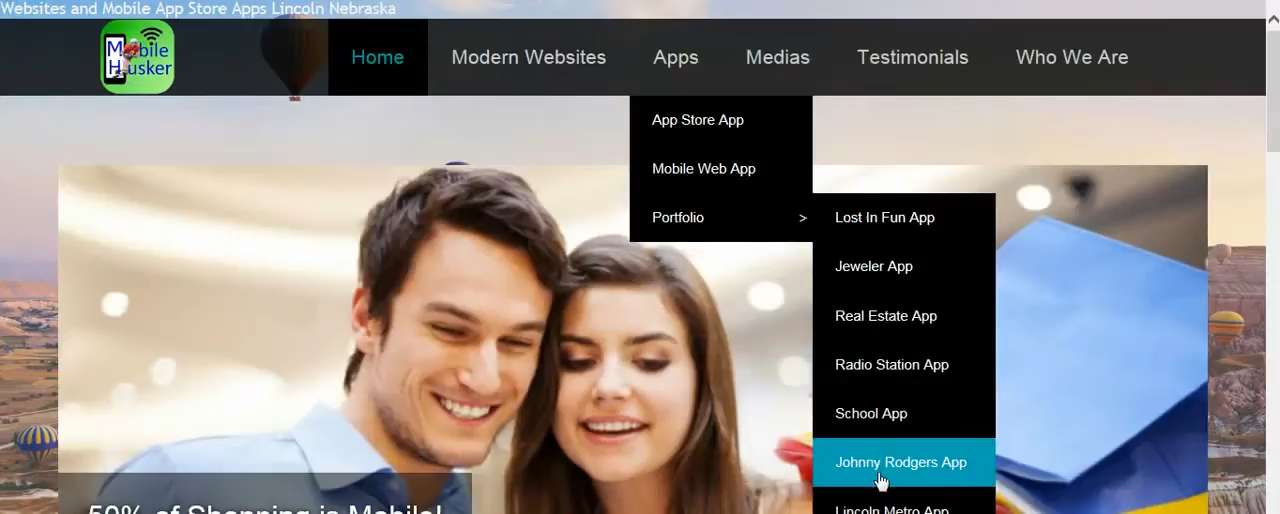 Websites and Mobile App Store Apps Lincoln Nebraska
Mobile
Husker
Home
Modern Websites
Apps
Medias
Testimonials
Who We Are
App Store App
Mobile Web App
Portfolio >
Lost In Fun App
Jeweler App
Real Estate App
Radio Station App
School App
Johnny Rodgers App
Lincoln Metro App
50% of Shopping is Mobile!